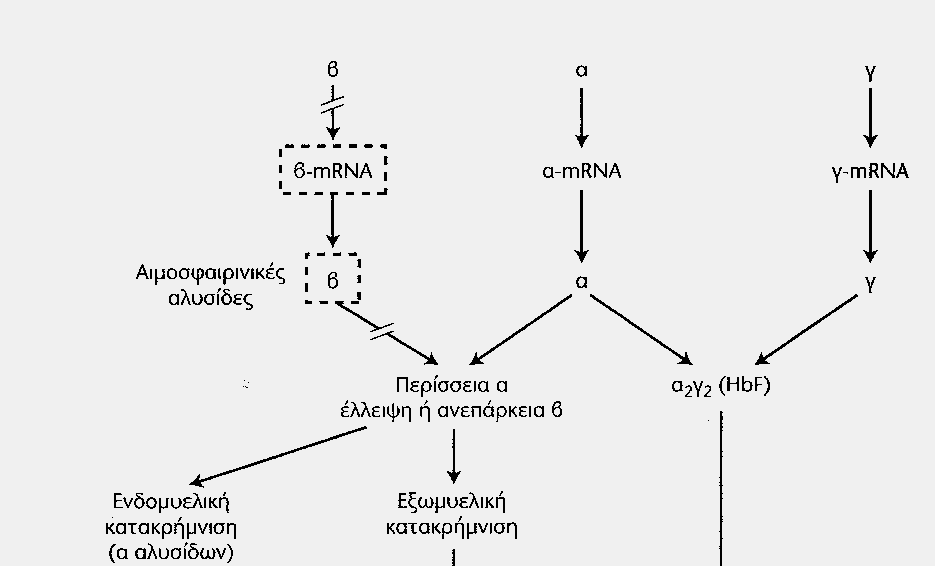 β α γ
β-mRNA α-mRNA γ-mRNA
Αιμοσφαιρινικές
αλυσίδες
β α γ
Περίσσεια α
έλλειψη ή ανεπάρκεια β
α₂γ₂ (HbF)
Ενδομυελική
κατακρήμνιση
(α αλυσίδων)
Εξωμυελική
κατακρήμνιση